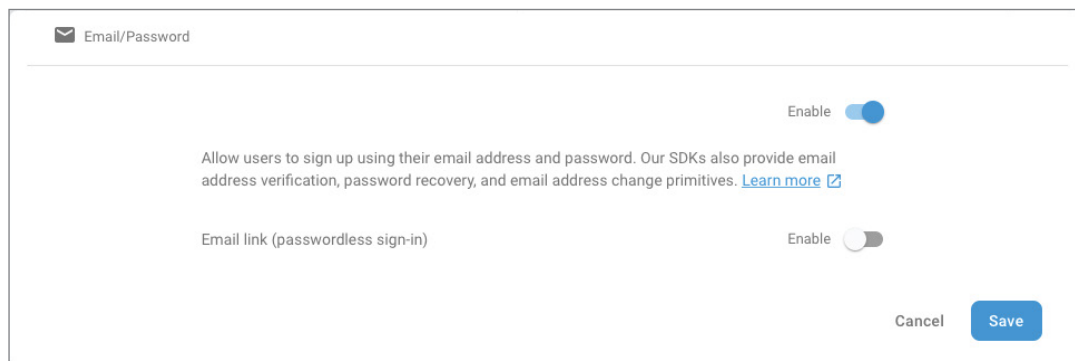 Email/Password
Enable
Allow users to sign up using their email address and password. Our SDKs also provide email
address verification, password recovery, and email address change primitives. Learn more
Email link (passwordless sign-in) Enable
Cancel Save